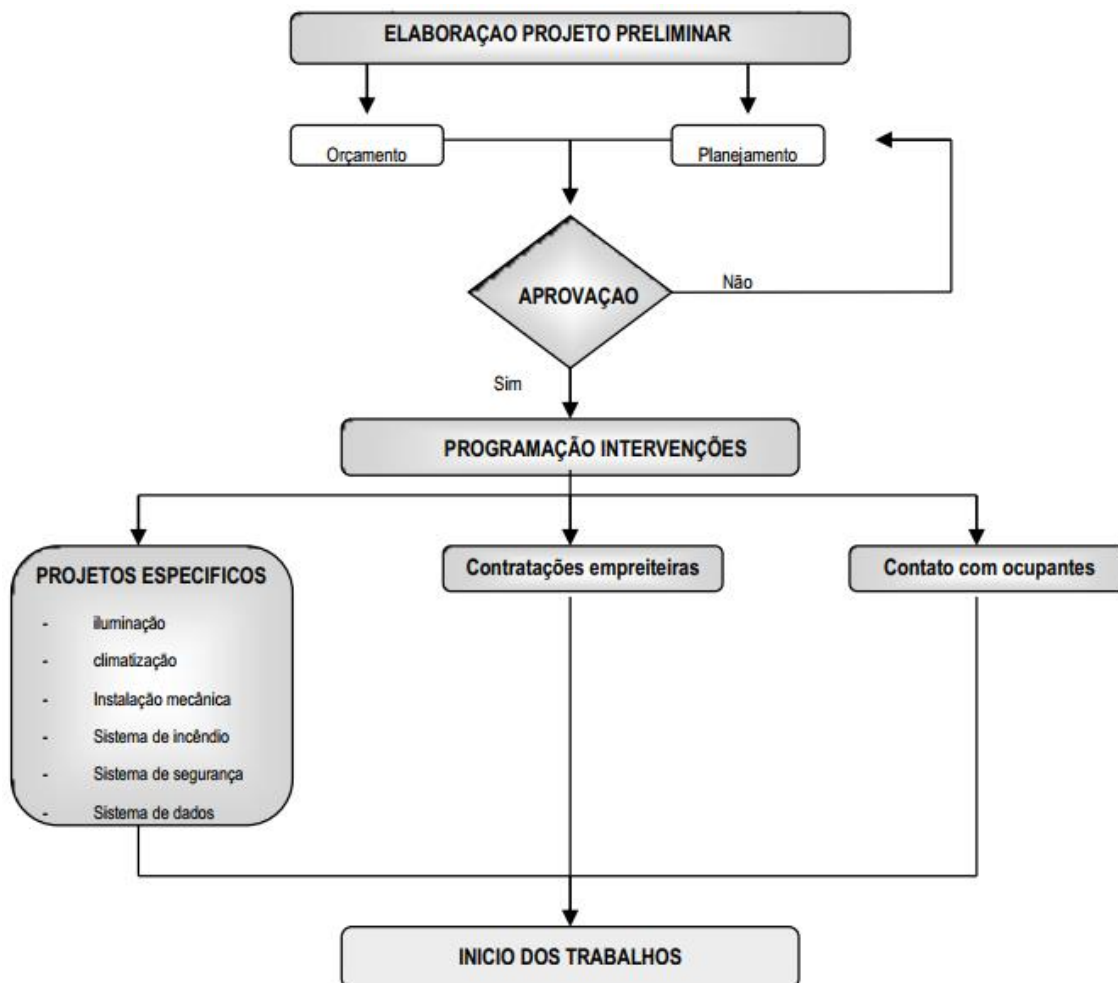 ELABORAÇAO PROJETO PRELIMINAR
Orçamento
Planejamento
APROVAÇAO
Não
Sim
PROGRAMAÇÃO INTERVENÇÕES
PROJETOS ESPECIFICOS
- iluminação
- climatização
- Instalação mecânica
- Sistema de incêndio
- Sistema de segurança
- Sistema de dados
Contratações empreiteiras
Contato com ocupantes
INICIO DOS TRABALHOS